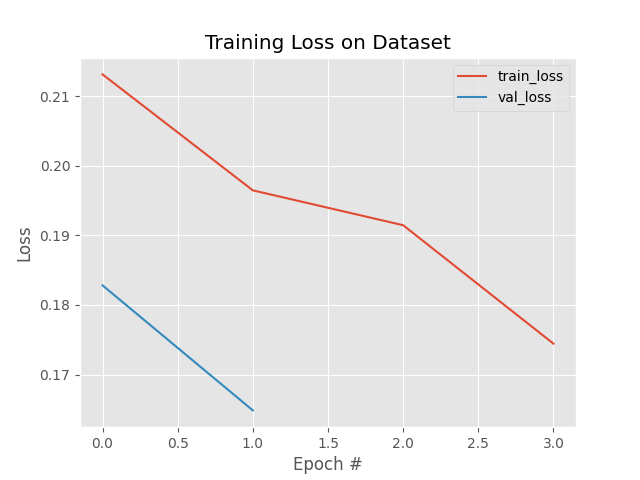 Training Loss on Dataset
train_loss
val_loss
0.21
0.20
0.19
0.18
0.17
Loss
0.0 0.5 1.0 1.5 2.0 2.5 3.0
Epoch #